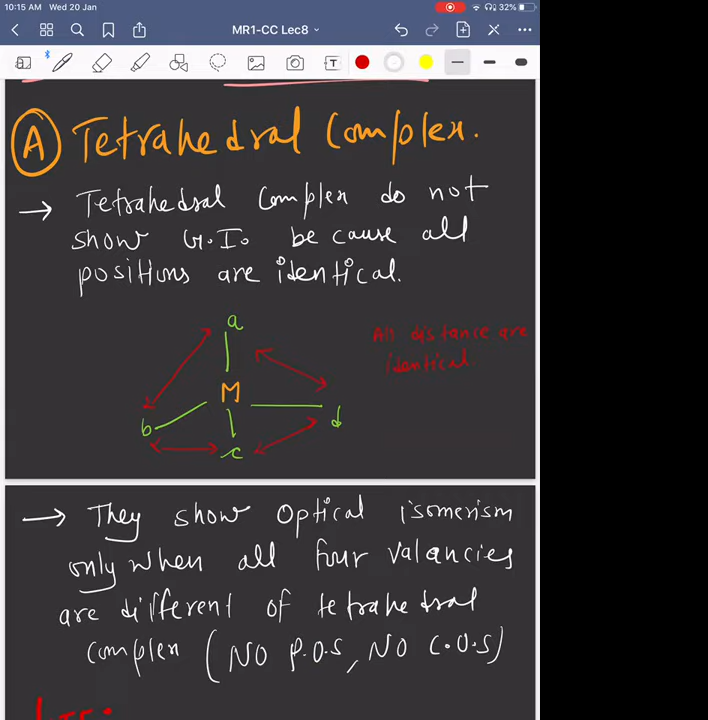 10:15 AM Wed 20 Jan
32%
MR1-CC Lec8
T
A Tetrahedral Complex.
→ Tetrahedral Complex do not
show G.I. because all
positions are identical.
a
All distance are
identical.
M
b
d
c
→ They show Optical isomerism
only when all four valancies
are different of tetrahedral
complex (NO P.O.S, NO C.O.S)